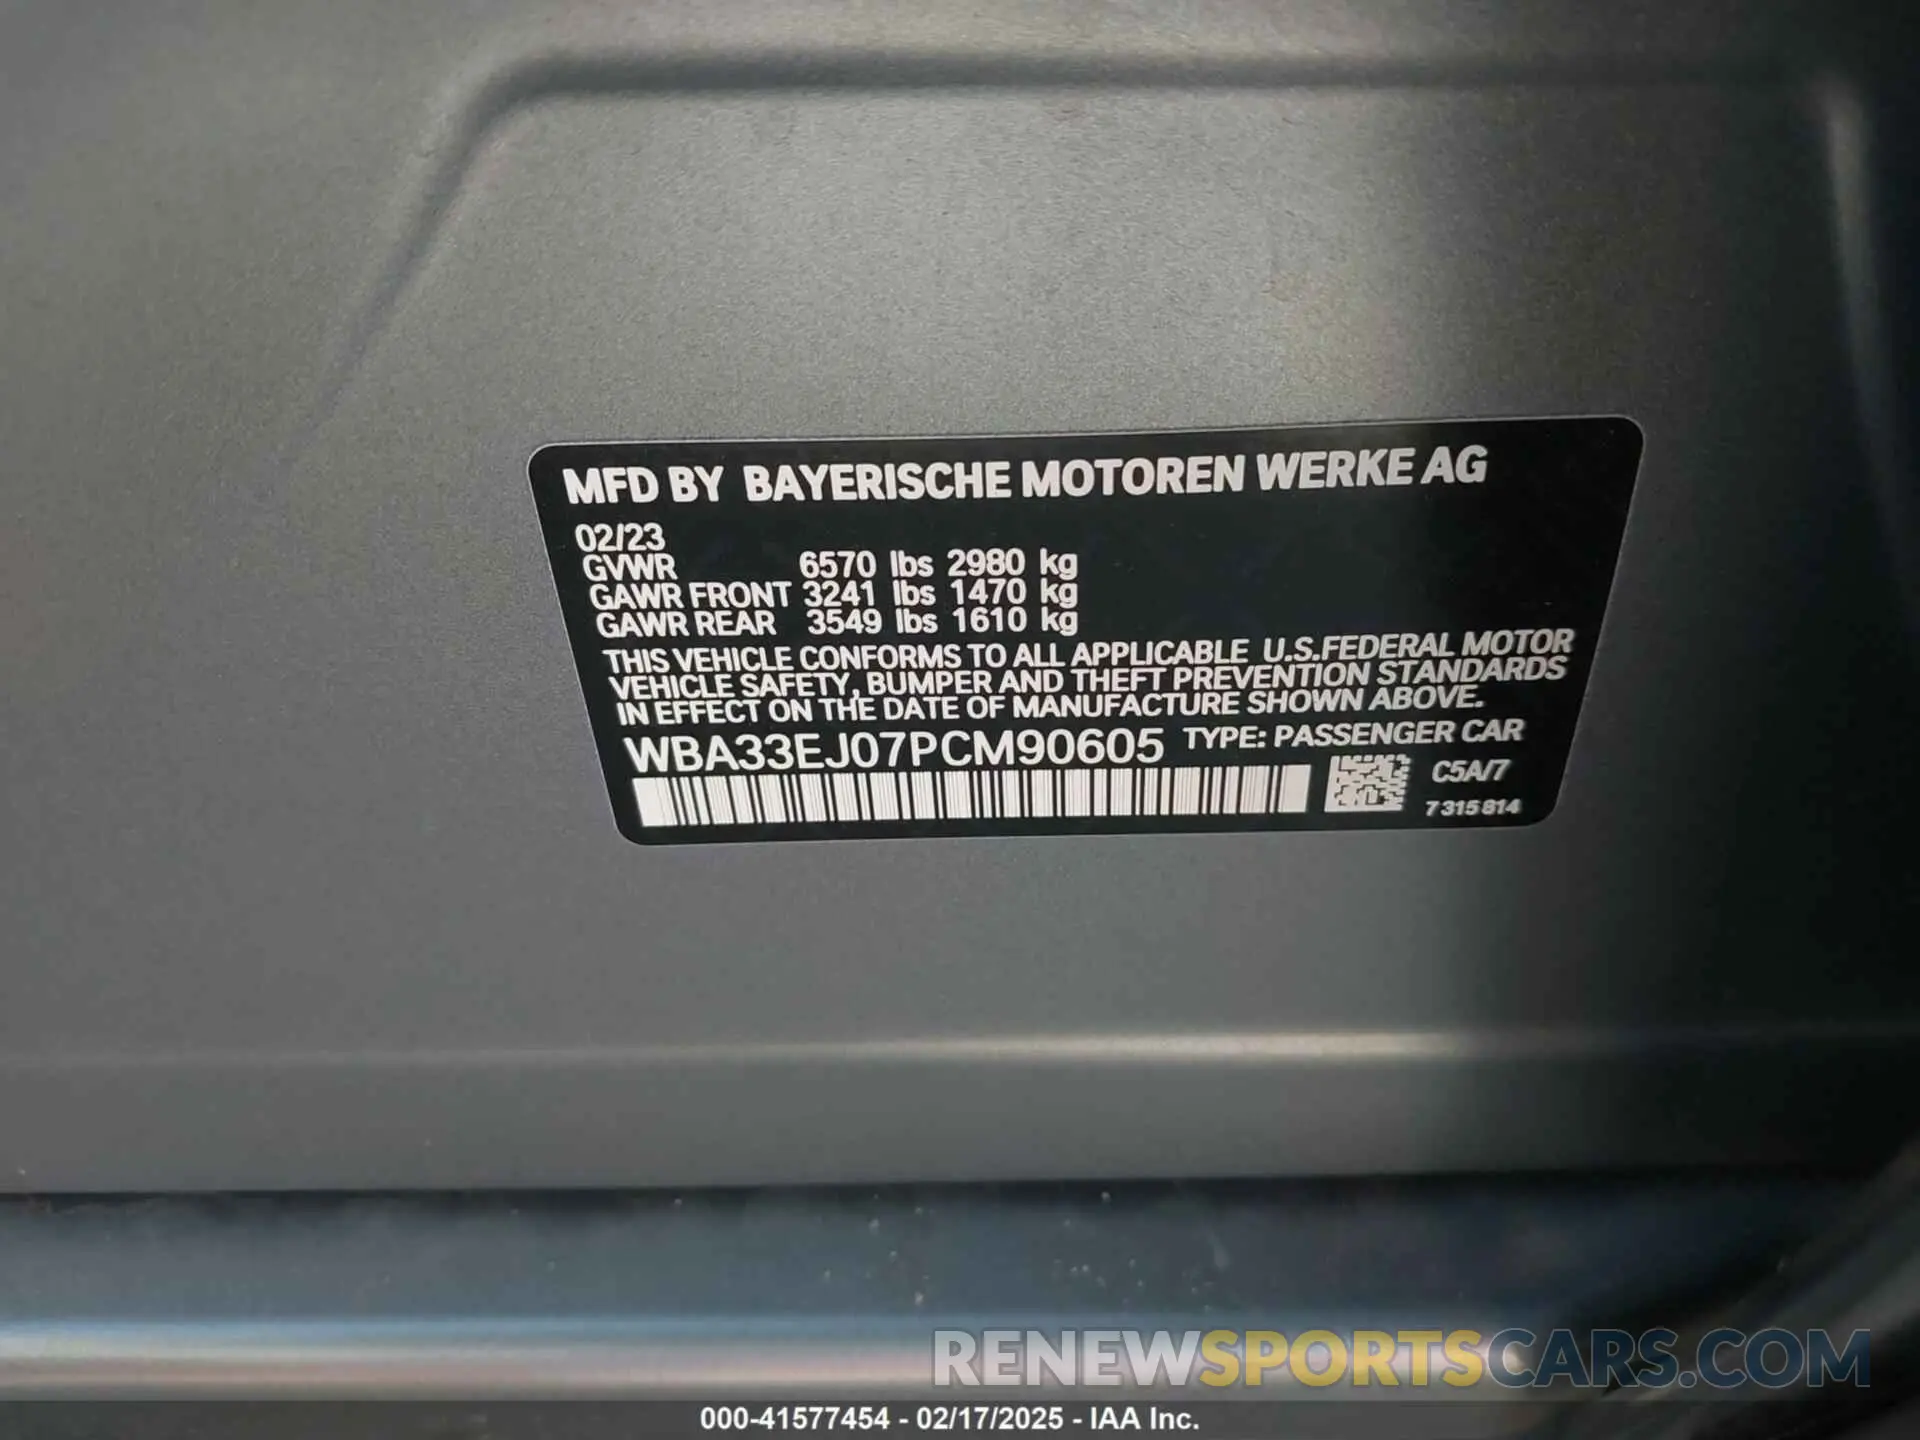 MFD BY BAYERISCHE MOTOREN WERKE AG
02/23
GVWR 6570 lbs 2980 kg
GAWR FRONT 3241 lbs 1470 kg
GAWR REAR 3549 lbs 1610 kg
THIS VEHICLE CONFORMS TO ALL APPLICABLE U.S.FEDERAL MOTOR
VEHICLE SAFETY, BUMPER AND THEFT PREVENTION STANDARDS
IN EFFECT ON THE DATE OF MANUFACTURE SHOWN ABOVE.
WBA33EJ07PCM90605 TYPE: PASSENGER CAR
C5A/7
7 315 814
RENEWSPORTSCARS.COM
000-41577454 - 02/17/2025 - IAA Inc.